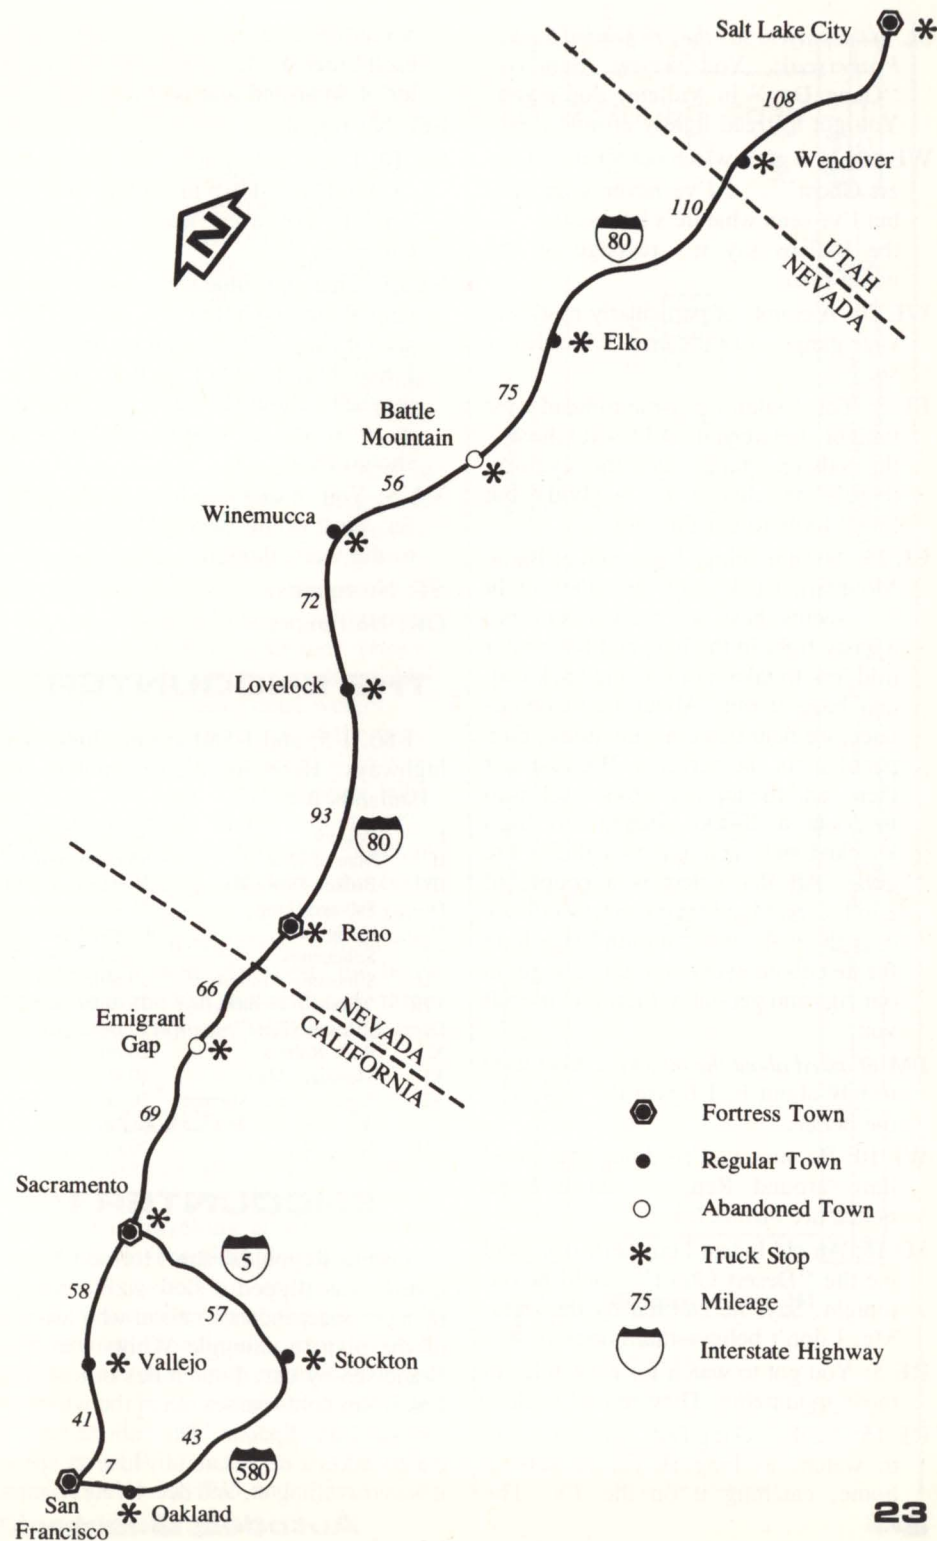 Salt Lake City
108
Wendover
110
80
UTAH
NEVADA
N
Elko
75
Battle
Mountain
56
Winemucca
72
Lovelock
93
80
Reno
66
NEVADA
CALIFORNIA
Emigrant
Gap
69
Sacramento
5
58
57
Vallejo
Stockton
41
43
580
7
San
Francisco
Oakland
Fortress Town
Regular Town
Abandoned Town
Truck Stop
75 Mileage
Interstate Highway
23